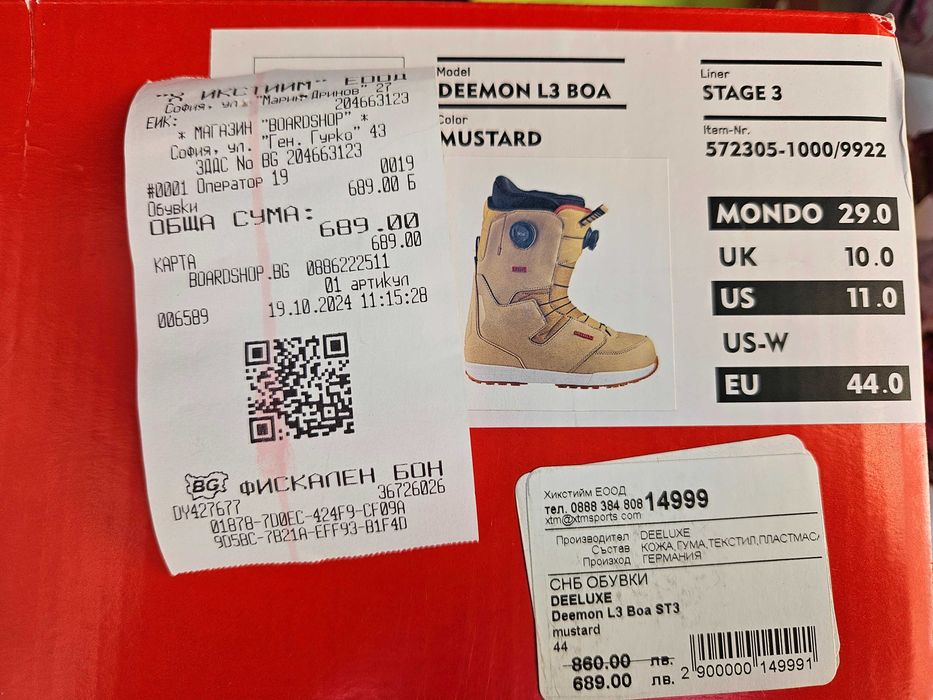 "Х ИКСТИЙМ" ЕООД
София, ул. "Марин Дринов" 27
ЕИК: 204663123
* МАГАЗИН "BOARDSHOP" *
София, ул. "Ген. Гурко" 43
ЗДДС No BG 204663123
#0001 Оператор 19 0019
Обувки 689.00 Б
ОБЩА СУМА: 689.00
КАРТА 689.00
BOARDSHOP.BG 0886222511
01 артикул
006589 19.10.2024 11:15:28
BG ФИСКАЛЕН БОН
DY427677 36726026
01878-7D0EC-424F9-CF09A
9D5BC-7B21A-EFF93-B1F4D
Model
DEEMON L3 BOA
Color
MUSTARD
Liner
STAGE 3
Item-Nr.
572305-1000/9922
MONDO 29.0
UK 10.0
US 11.0
US-W
EU 44.0
Хикстийм ЕООД
тел. 0888 384 808 14999
xtm@xtmsports com
Производител DEELUXE
Състав КОЖА,ГУМА,ТЕКСТИЛ,ПЛАСТМАСА
Произход ГЕРМАНИЯ
СНБ ОБУВКИ
DEELUXE
Deemon L3 Boa ST3
mustard
44
860.00 лв.
689.00 лв.
2 900000 149991